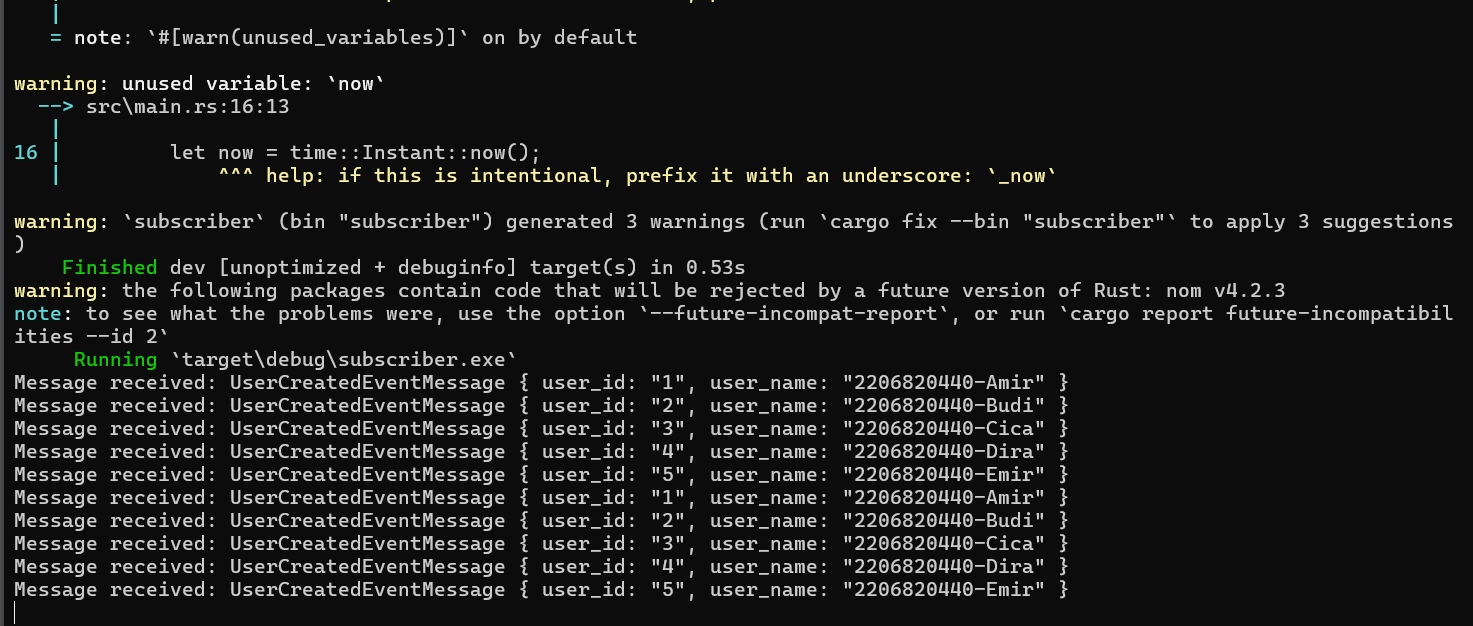 |
= note: `#[warn(unused_variables)]` on by default
warning: unused variable: `now`
--> src\main.rs:16:13
|
16 |         let now = time::Instant::now();
|             ^^^ help: if this is intentional, prefix it with an underscore: `_now`
warning: `subscriber` (bin "subscriber") generated 3 warnings (run `cargo fix --bin "subscriber"` to apply 3 suggestions
)
Finished dev [unoptimized + debuginfo] target(s) in 0.53s
warning: the following packages contain code that will be rejected by a future version of Rust: nom v4.2.3
note: to see what the problems were, use the option `--future-incompat-report`, or run `cargo report future-incompatibil
ities --id 2`
Running `target\debug\subscriber.exe`
Message received: UserCreatedEventMessage { user_id: "1", user_name: "2206820440-Amir" }
Message received: UserCreatedEventMessage { user_id: "2", user_name: "2206820440-Budi" }
Message received: UserCreatedEventMessage { user_id: "3", user_name: "2206820440-Cica" }
Message received: UserCreatedEventMessage { user_id: "4", user_name: "2206820440-Dira" }
Message received: UserCreatedEventMessage { user_id: "5", user_name: "2206820440-Emir" }
Message received: UserCreatedEventMessage { user_id: "1", user_name: "2206820440-Amir" }
Message received: UserCreatedEventMessage { user_id: "2", user_name: "2206820440-Budi" }
Message received: UserCreatedEventMessage { user_id: "3", user_name: "2206820440-Cica" }
Message received: UserCreatedEventMessage { user_id: "4", user_name: "2206820440-Dira" }
Message received: UserCreatedEventMessage { user_id: "5", user_name: "2206820440-Emir" }